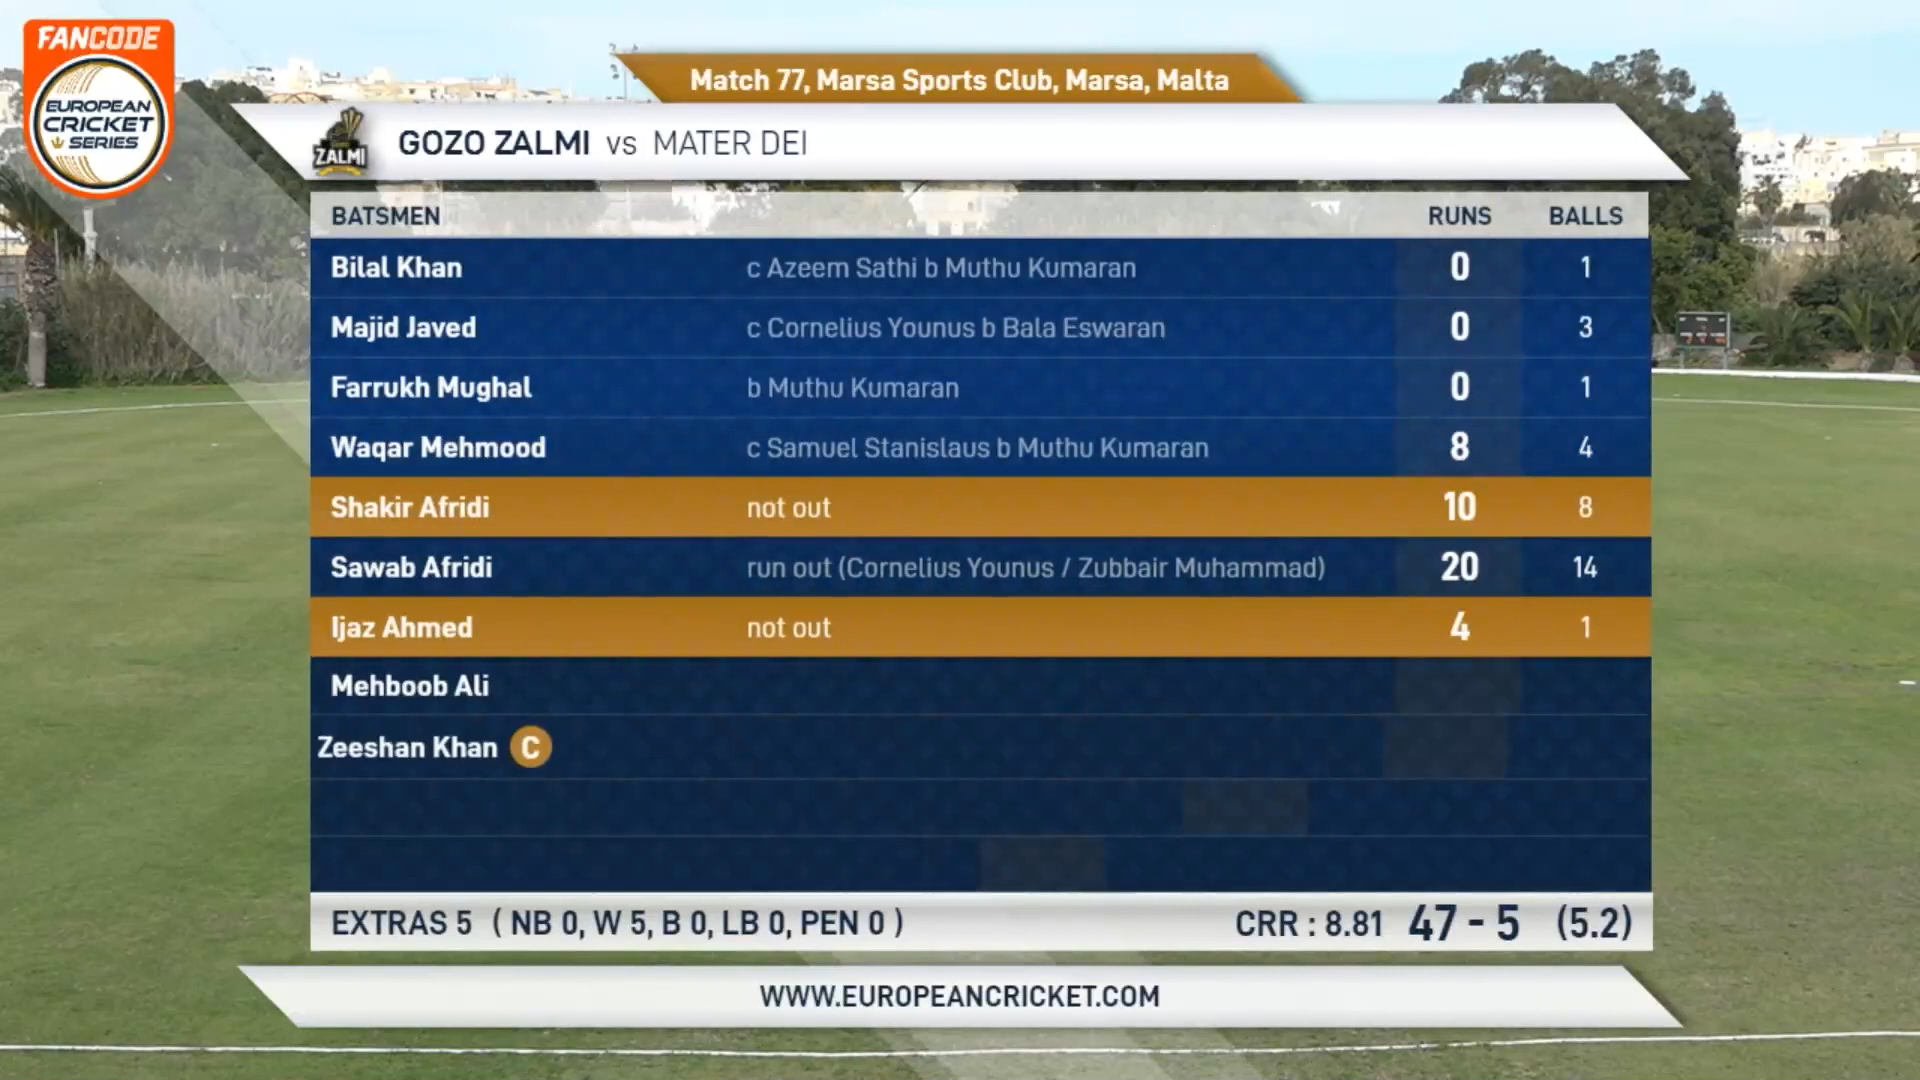 FANCODE
EUROPEAN
CRICKET
SERIES
Match 77, Marsa Sports Club, Marsa, Malta
ZALMI
GOZO ZALMI vs MATER DEI
BATSMEN RUNS BALLS
Bilal Khan c Azeem Sathi b Muthu Kumaran 0 1
Majid Javed c Cornelius Younus b Bala Eswaran 0 3
Farrukh Mughal b Muthu Kumaran 0 1
Waqar Mehmood c Samuel Stanislaus b Muthu Kumaran 8 4
Shakir Afridi not out 10 8
Sawab Afridi run out (Cornelius Younus / Zubbair Muhammad) 20 14
Ijaz Ahmed not out 4 1
Mehboob Ali
Zeeshan Khan C
EXTRAS 5 ( NB 0, W 5, B 0, LB 0, PEN 0 ) CRR : 8.81 47 - 5 (5.2)
WWW.EUROPEANCRICKET.COM